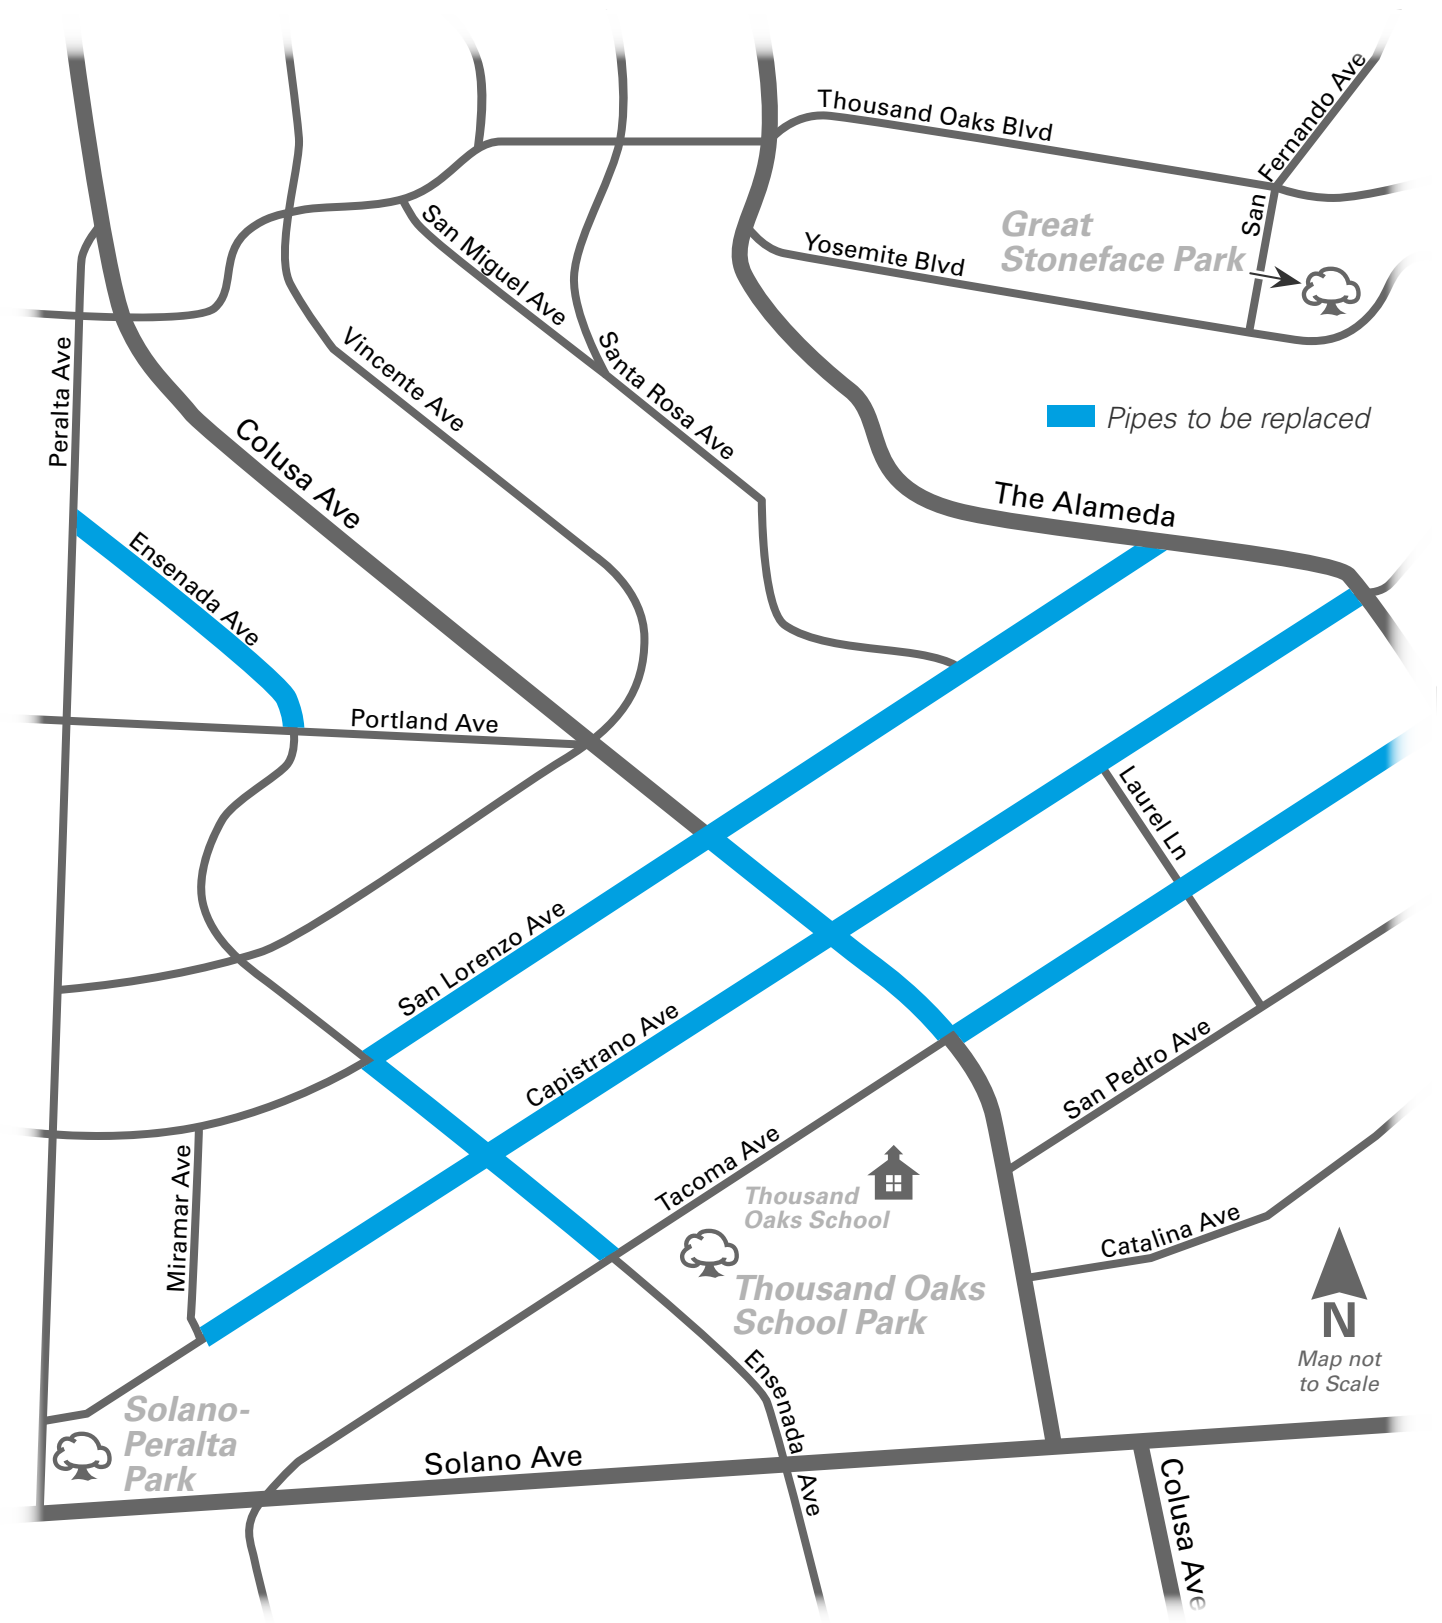 Thousand Oaks Blvd
San Fernando Ave
Great
Stoneface Park
Yosemite Blvd
San Miguel Ave
Santa Rosa Ave
Vincente Ave
Peralta Ave
Colusa Ave
Pipes to be replaced
The Alameda
Ensenada Ave
Portland Ave
Laurel Ln
San Lorenzo Ave
Capistrano Ave
San Pedro Ave
Tacoma Ave
Miramar Ave
Thousand
Oaks School
Catalina Ave
Thousand Oaks
School Park
N
Map not
to Scale
Ensenada Ave
Solano-
Peralta
Park
Solano Ave
Colusa Ave